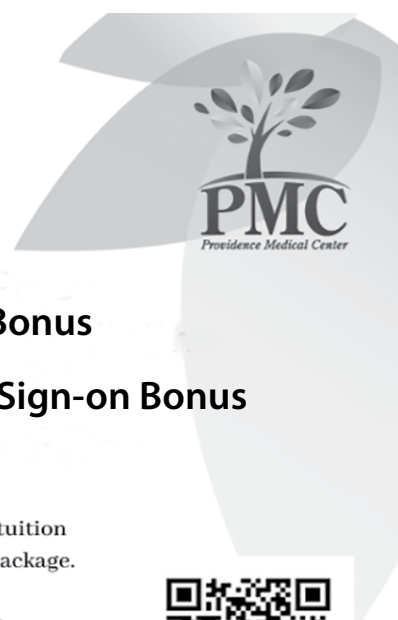 PMC
Providence Medical Center
Bonus
Sign-on Bonus
tuition
ackage.